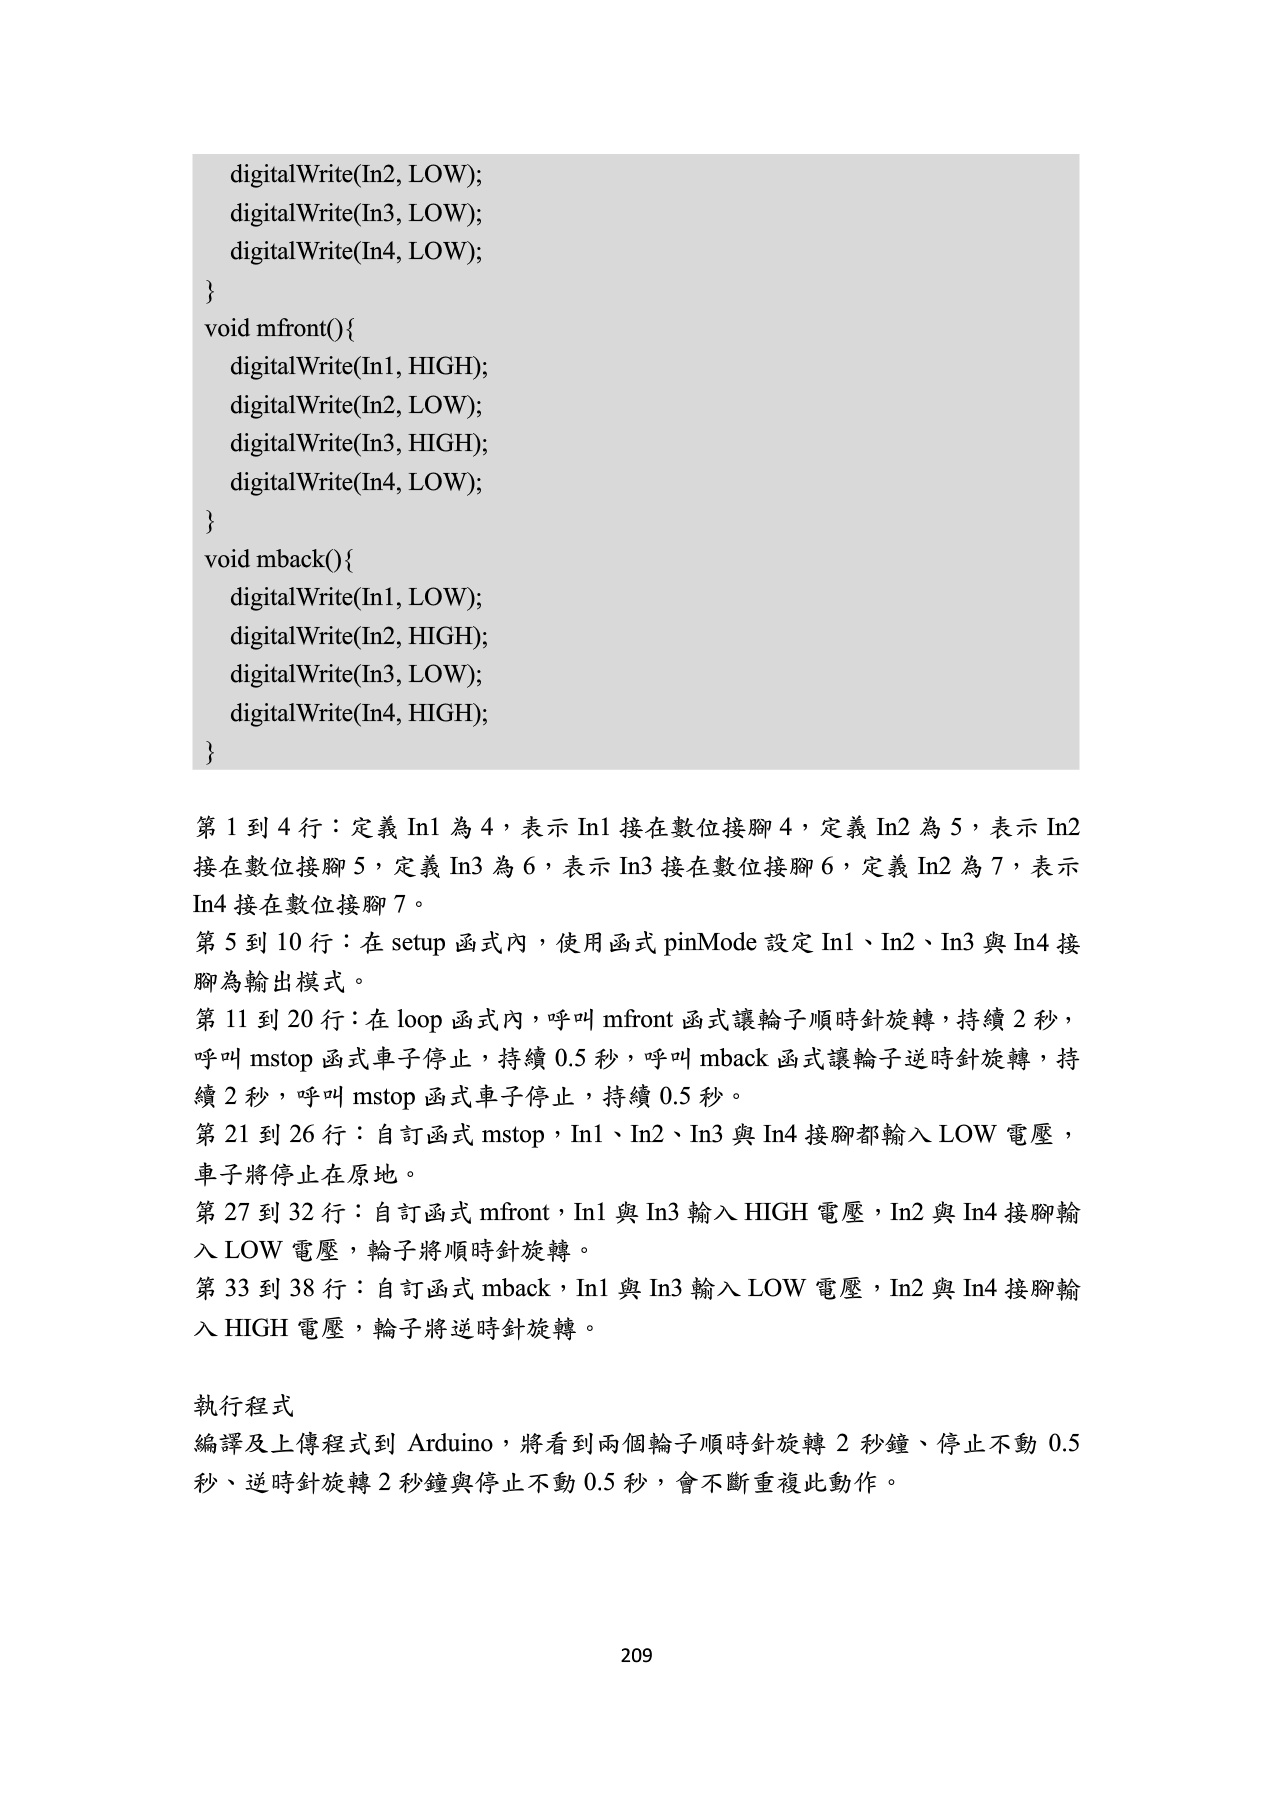 digitalWrite(In2, LOW);
digitalWrite(In3, LOW);
digitalWrite(In4, LOW);
}
void mfront(){
digitalWrite(In1, HIGH);
digitalWrite(In2, LOW);
digitalWrite(In3, HIGH);
digitalWrite(In4, LOW);
}
void mback(){
digitalWrite(In1, LOW);
digitalWrite(In2, HIGH);
digitalWrite(In3, LOW);
digitalWrite(In4, HIGH);
}
第 1 到 4 行：定義 In1 為 4，表示 In1 接在數位接腳 4，定義 In2 為 5，表示 In2
接在數位接腳 5，定義 In3 為 6，表示 In3 接在數位接腳 6，定義 In2 為 7，表示
In4 接在數位接腳 7。
第 5 到 10 行：在 setup 函式內，使用函式 pinMode 設定 In1、In2、In3 與 In4 接
腳為輸出模式。
第 11 到 20 行：在 loop 函式內，呼叫 mfront 函式讓輪子順時針旋轉，持續 2 秒，
呼叫 mstop 函式車子停止，持續 0.5 秒，呼叫 mback 函式讓輪子逆時針旋轉，持
續 2 秒，呼叫 mstop 函式車子停止，持續 0.5 秒。
第 21 到 26 行：自訂函式 mstop，In1、In2、In3 與 In4 接腳都輸入 LOW 電壓，
車子將停止在原地。
第 27 到 32 行：自訂函式 mfront，In1 與 In3 輸入 HIGH 電壓，In2 與 In4 接腳輸
入 LOW 電壓，輪子將順時針旋轉。
第 33 到 38 行：自訂函式 mback，In1 與 In3 輸入 LOW 電壓，In2 與 In4 接腳輸
入 HIGH 電壓，輪子將逆時針旋轉。
執行程式
編譯及上傳程式到 Arduino，將看到兩個輪子順時針旋轉 2 秒鐘、停止不動 0.5
秒、逆時針旋轉 2 秒鐘與停止不動 0.5 秒，會不斷重複此動作。
209